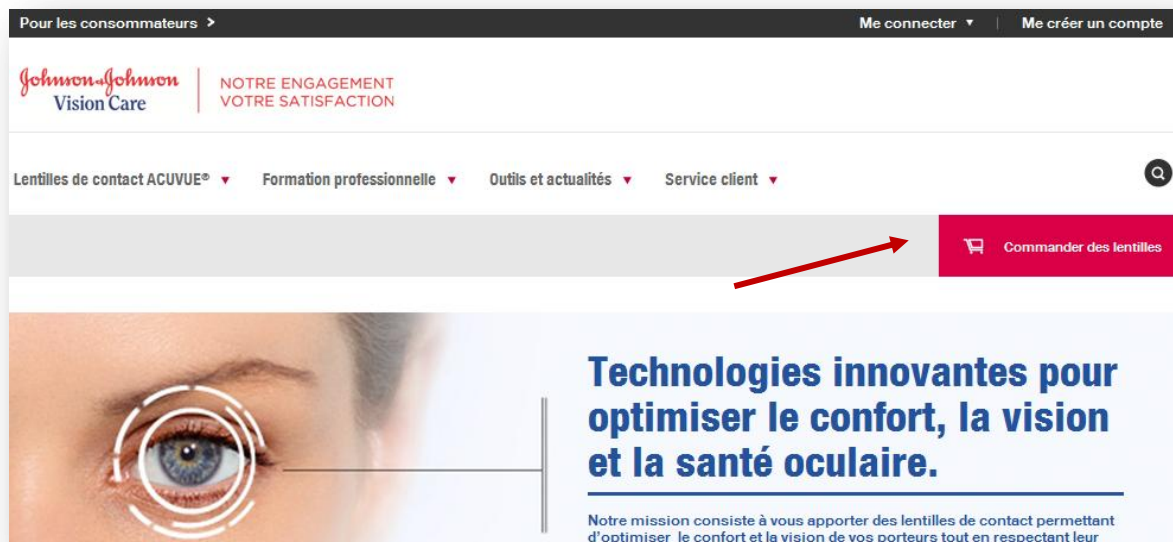 Pour les consommateurs >
Me connecter ▼ | Me créer un compte
Johnson & Johnson
Vision Care
NOTRE ENGAGEMENT
VOTRE SATISFACTION
Lentilles de contact ACUVUE® ▼ Formation professionnelle ▼ Outils et actualités ▼ Service client ▼
Commander des lentilles
Technologies innovantes pour
optimiser le confort, la vision
et la santé oculaire.
Notre mission consiste à vous apporter des lentilles de contact permettant
d'optimiser le confort et la vision de vos porteurs tout en respectant leur